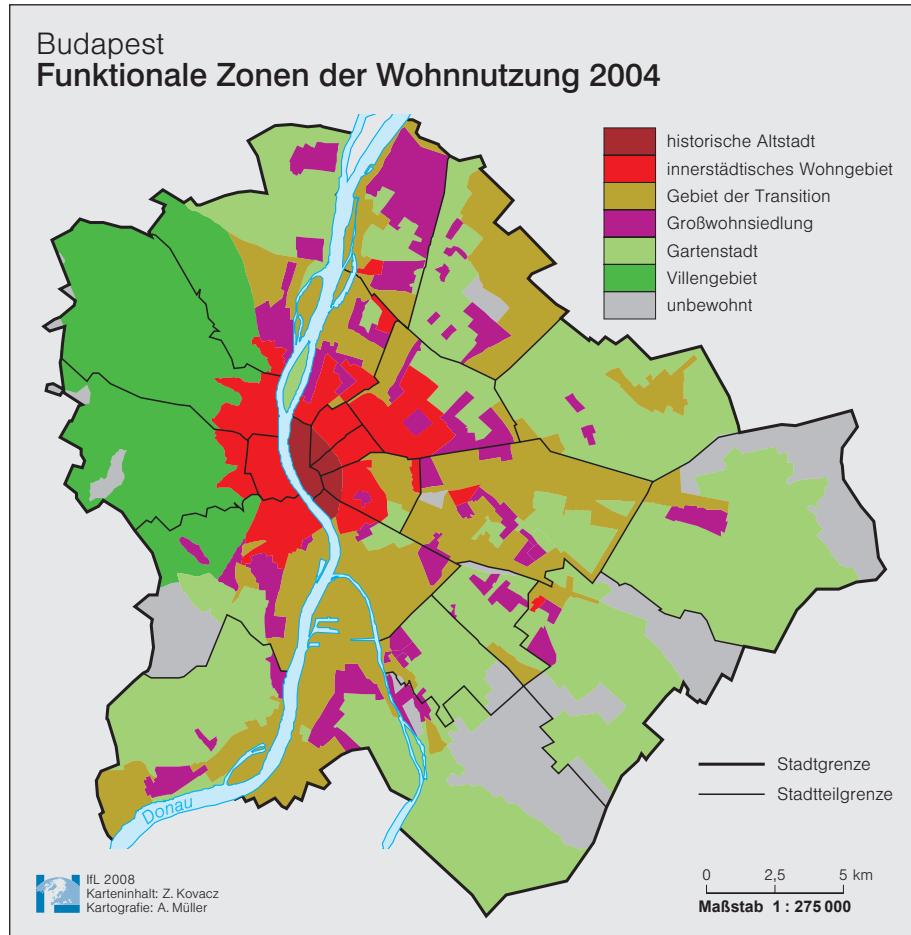 Budapest
Funktionale Zonen der Wohnnutzung 2004
historische Altstadt
innerstädtisches Wohngebiet
Gebiet der Transition
Großwohnsiedlung
Gartenstadt
Villengebiet
unbewohnt
Donau
Stadtgrenze
Stadtteilgrenze
IfL 2008
Karteninhalt: Z. Kovacz
Kartografie: A. Müller
0 2,5 5 km
Maßstab 1 : 275 000